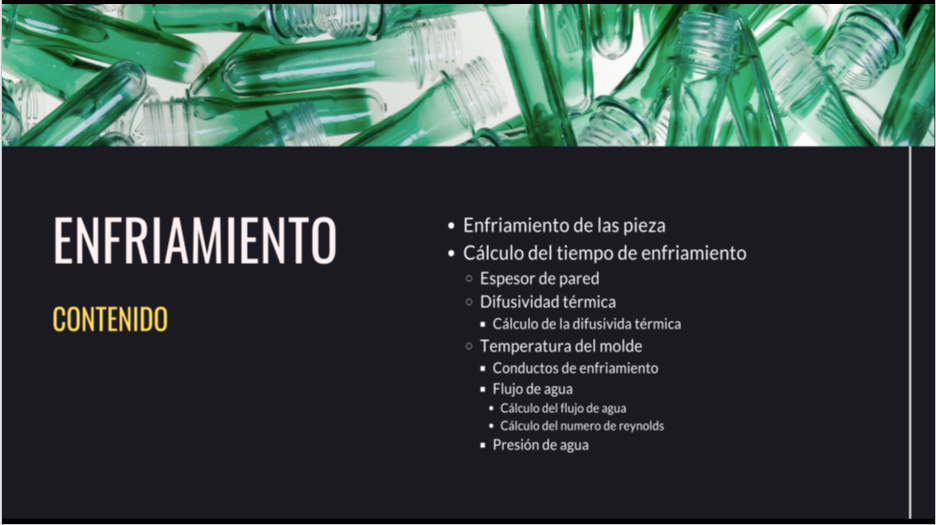 ENFRIAMIENTO
CONTENIDO
• Enfriamiento de las pieza
• Cálculo del tiempo de enfriamiento
○ Espesor de pared
○ Difusividad térmica
▪ Cálculo de la difusivida térmica
○ Temperatura del molde
▪ Conductos de enfriamiento
▪ Flujo de agua
• Cálculo del flujo de agua
• Cálculo del numero de reynolds
▪ Presión de agua